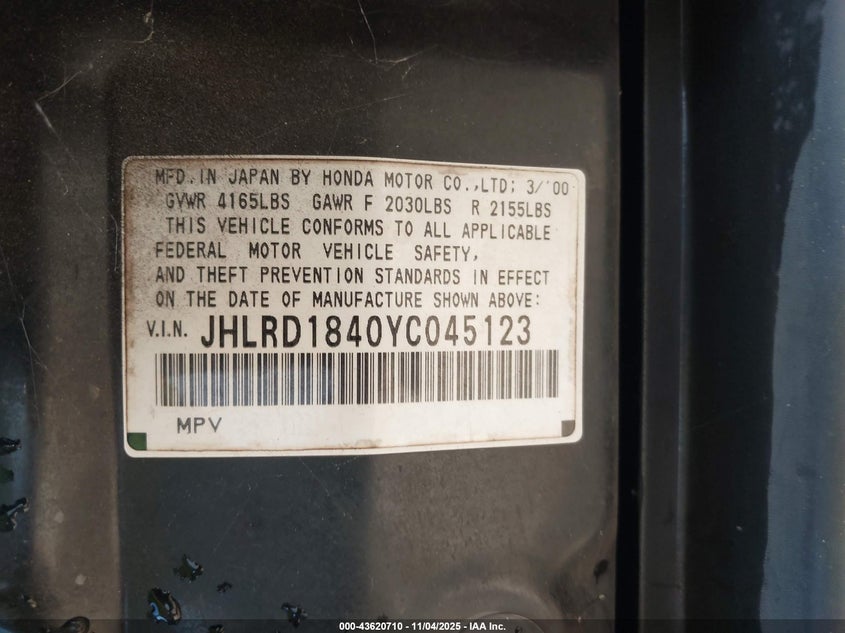 MFD. IN JAPAN BY HONDA MOTOR CO.,LTD; 3/'00
GVWR 4165LBS GAWR F 2030LBS R 2155LBS
THIS VEHICLE CONFORMS TO ALL APPLICABLE
FEDERAL MOTOR VEHICLE SAFETY,
AND THEFT PREVENTION STANDARDS IN EFFECT
ON THE DATE OF MANUFACTURE SHOWN ABOVE:
V.I.N. JHLRD1840YC045123
MPV
000-43620710 - 11/04/2025 - IAA Inc.